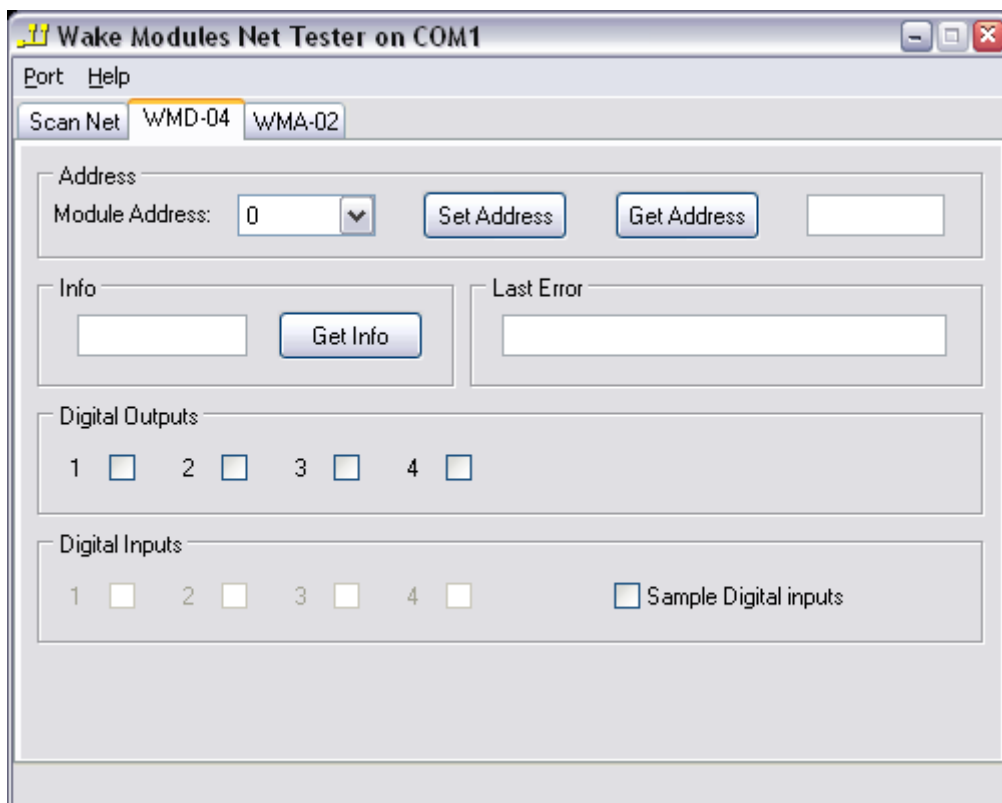 Wake Modules Net Tester on COM1
Port Help
Scan Net WMD-04 WMA-02
Address
Module Address: 0 Set Address Get Address
Info Last Error
Get Info
Digital Outputs
1 2 3 4
Digital Inputs
1 2 3 4 Sample Digital inputs